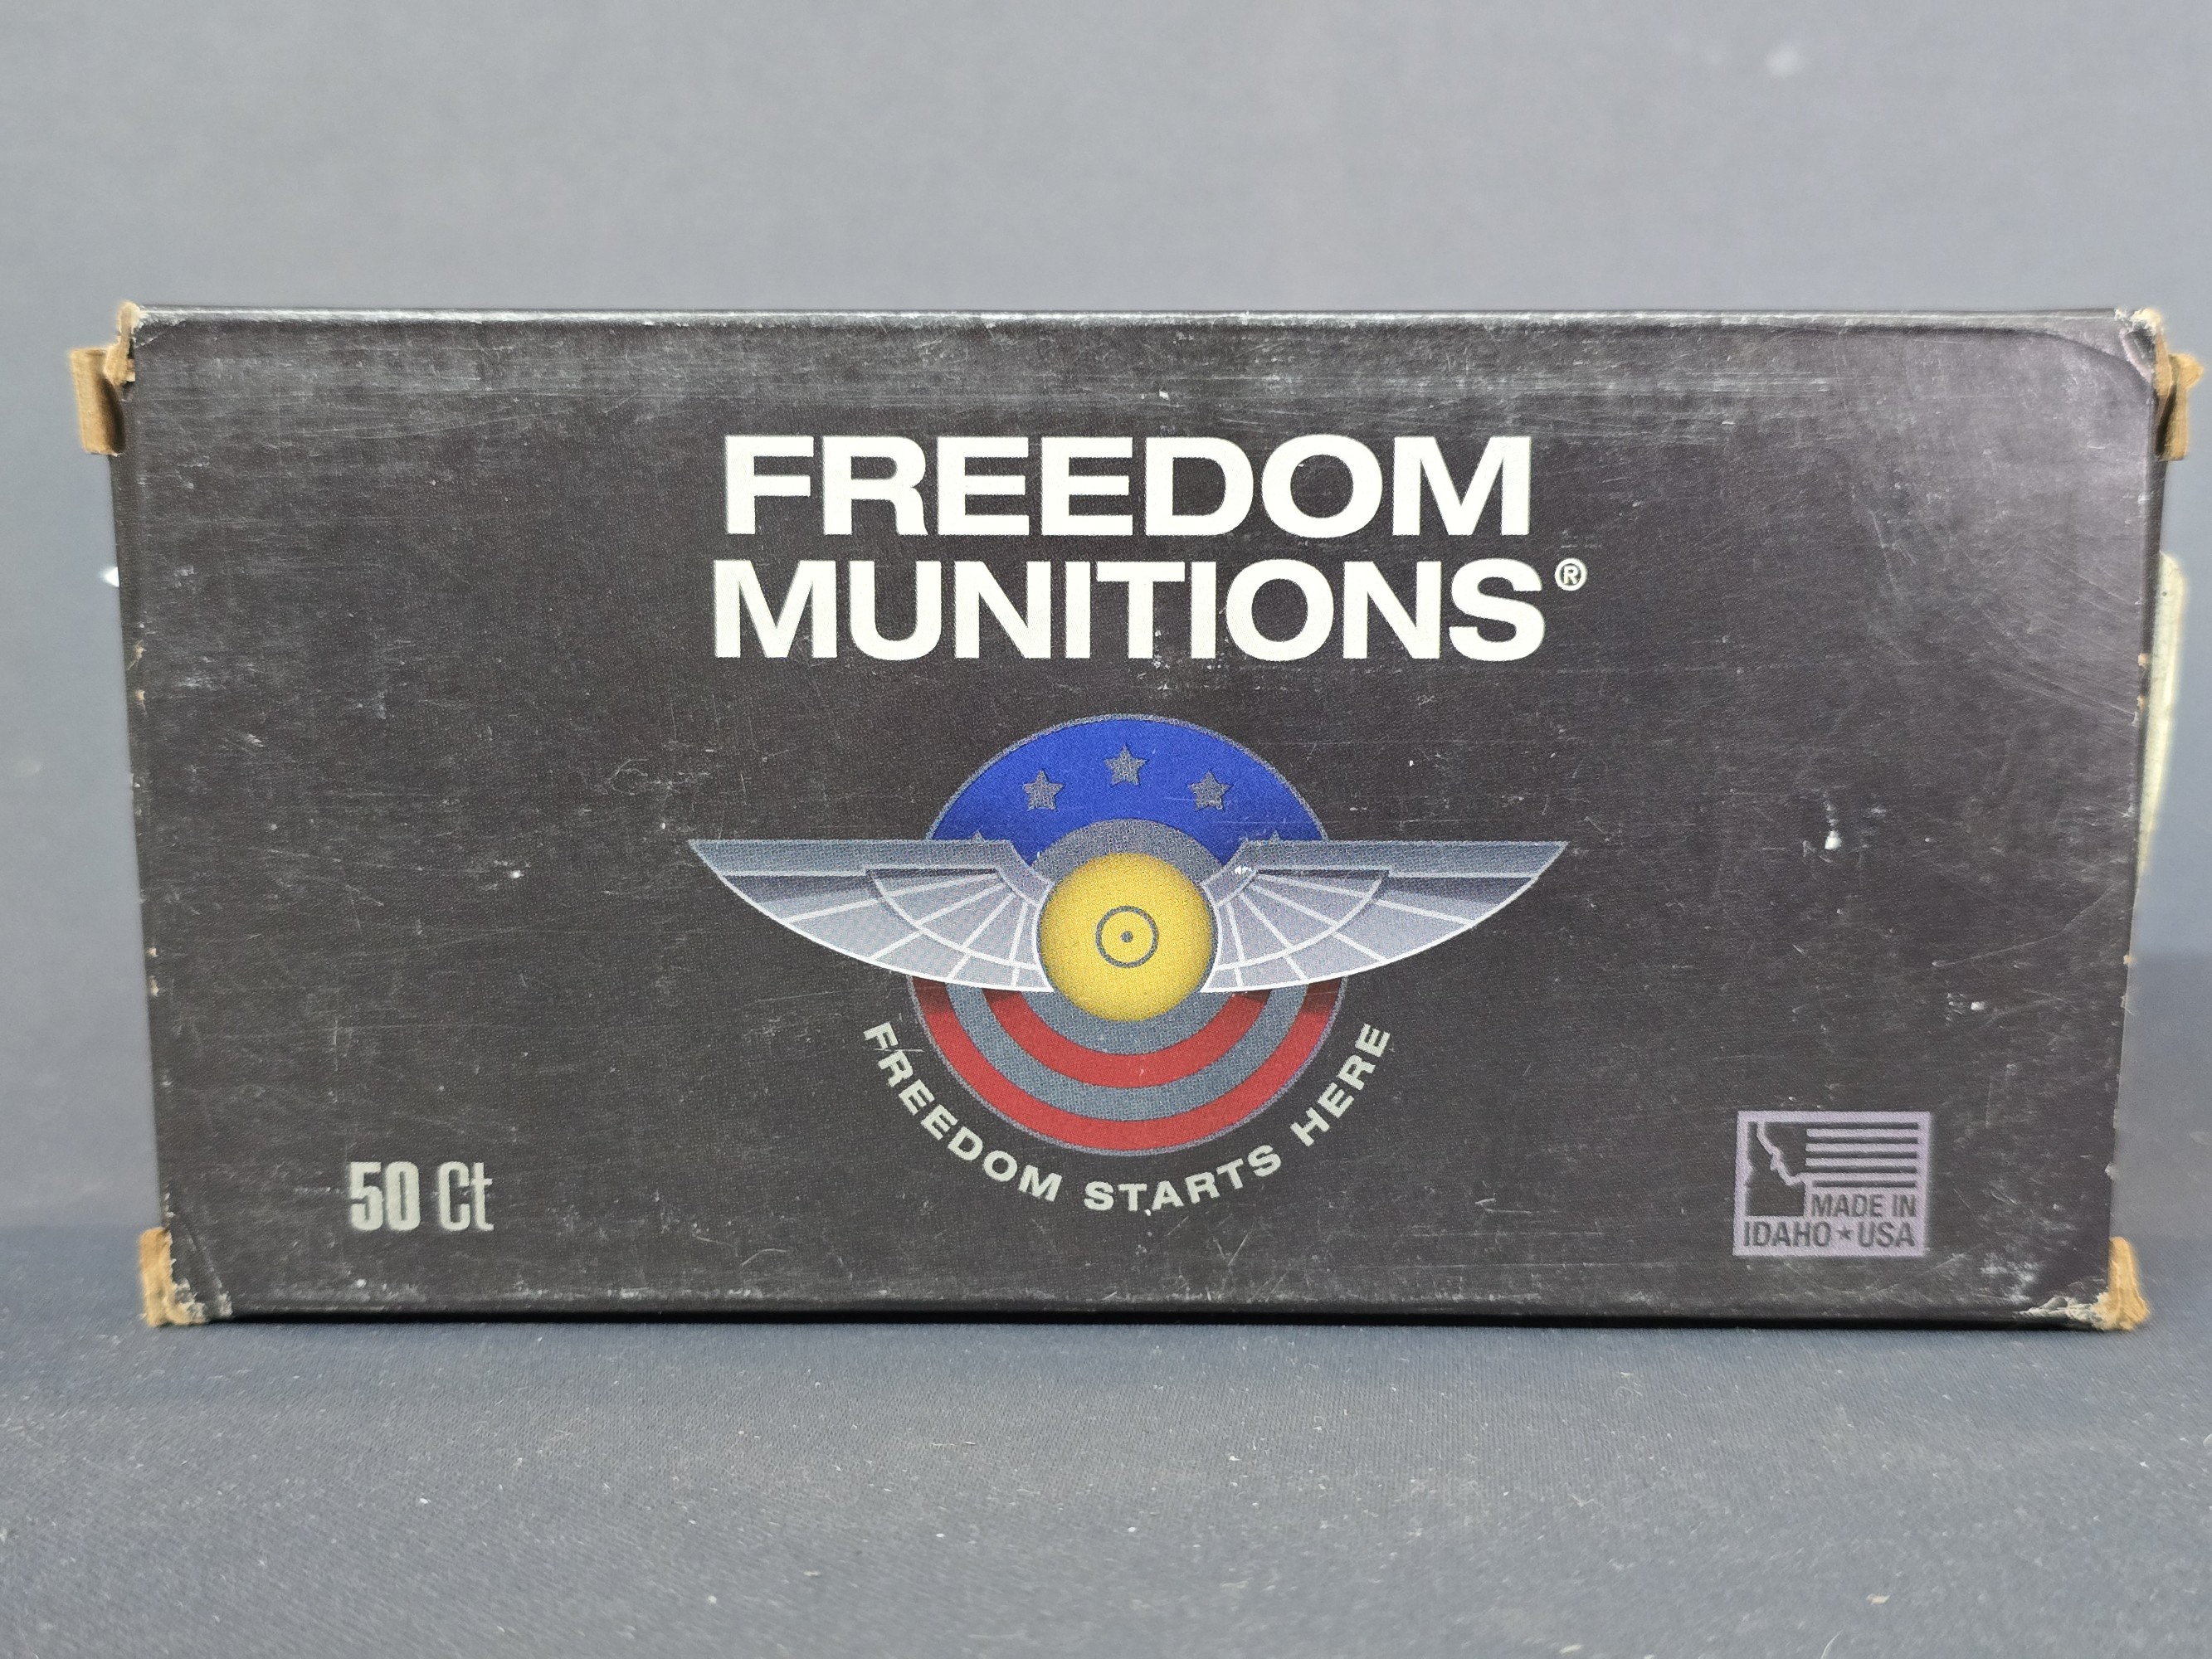 FREEDOM
MUNITIONS®
FREEDOM STARTS HERE
50 Ct
MADE IN
IDAHO ★ USA